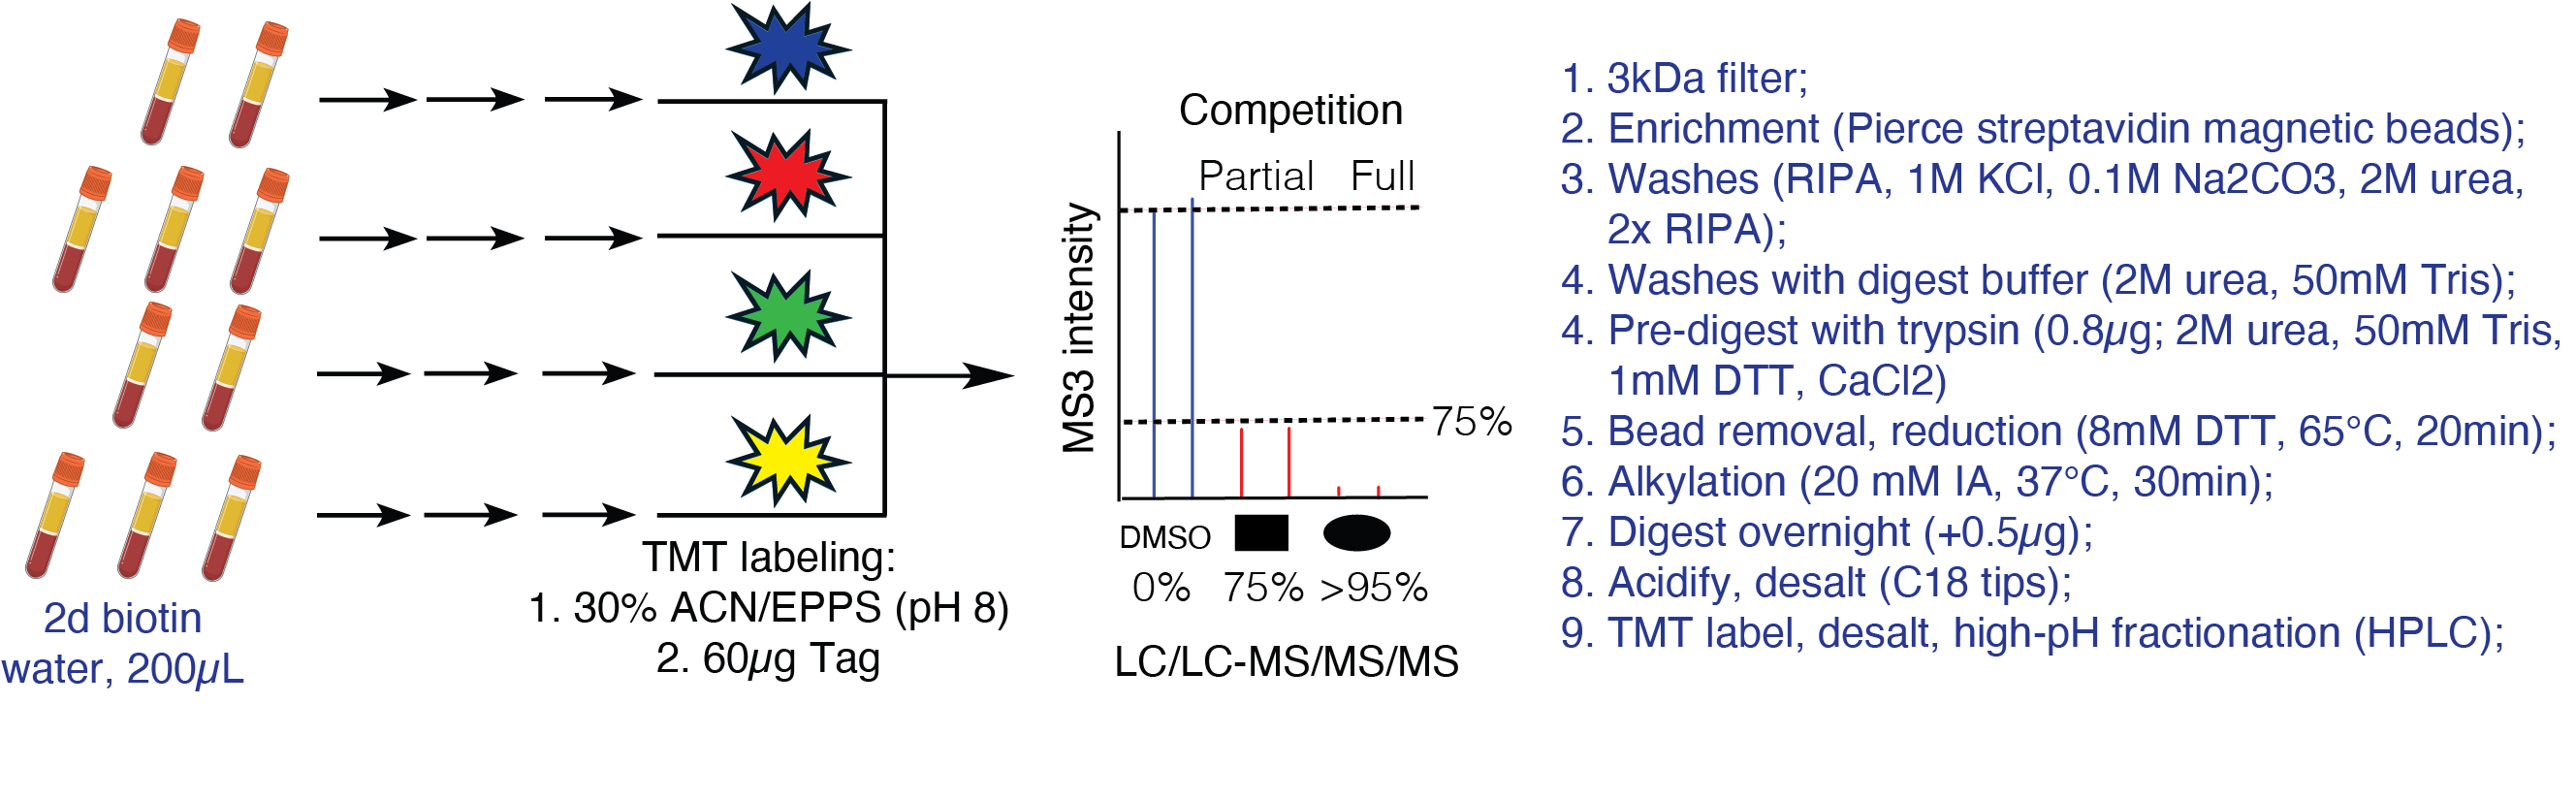 2d biotin
water, 200µL
TMT labeling:
1. 30% ACN/EPPS (pH 8)
2. 60µg Tag
Competition
Partial Full
MS3 intensity
75%
DMSO
0% 75% >95%
LC/LC-MS/MS/MS
1. 3kDa filter;
2. Enrichment (Pierce streptavidin magnetic beads);
3. Washes (RIPA, 1M KCl, 0.1M Na2CO3, 2M urea,
2x RIPA);
4. Washes with digest buffer (2M urea, 50mM Tris);
4. Pre-digest with trypsin (0.8µg; 2M urea, 50mM Tris,
1mM DTT, CaCl2)
5. Bead removal, reduction (8mM DTT, 65°C, 20min);
6. Alkylation (20 mM IA, 37°C, 30min);
7. Digest overnight (+0.5µg);
8. Acidify, desalt (C18 tips);
9. TMT label, desalt, high-pH fractionation (HPLC);